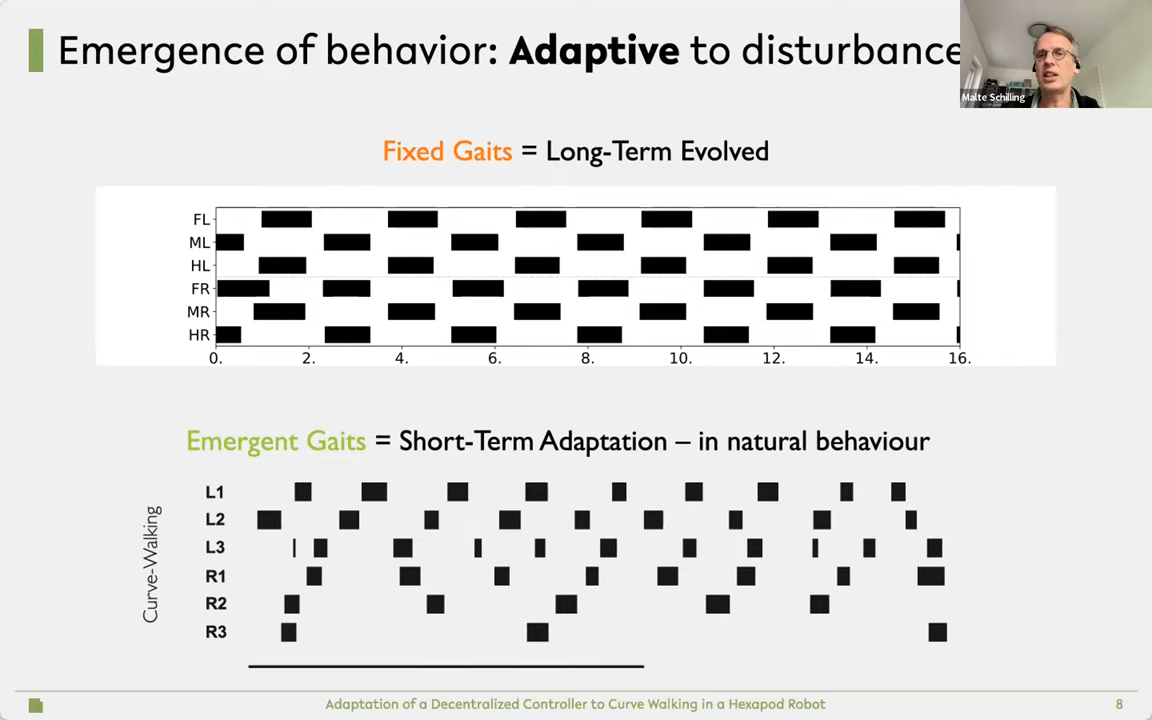 Emergence of behavior: Adaptive to disturbance
Malte Schilling
Fixed Gaits = Long-Term Evolved
FL
ML
HL
FR
MR
HR
0. 2. 4. 6. 8. 10. 12. 14. 16.
Emergent Gaits = Short-Term Adaptation – in natural behaviour
Curve-Walking
L1
L2
L3
R1
R2
R3
Adaptation of a Decentralized Controller to Curve Walking in a Hexapod Robot 8